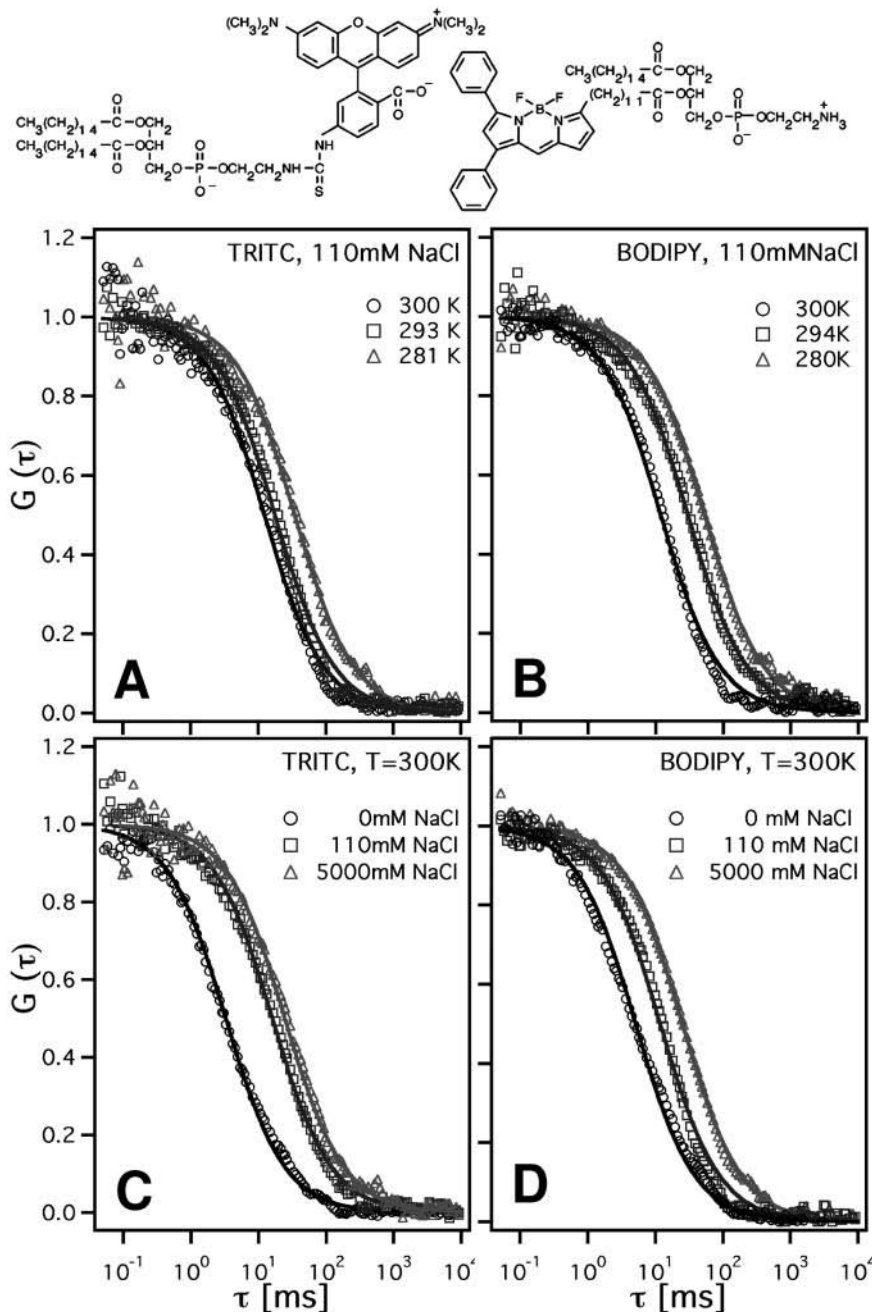 (CH₃)₂N
O
N(CH₃)₂
+
CH₃(CH₂)₁₄ — C — OCH₂
CH₃(CH₂)₁₄ — C — OCH
O
O
CH₂O — P — OCH₂CH₂NH — C — NH
O
O⁻
S
C — O⁻
O
F F
B
N N
CH₃(CH₂)₁₄ — C — OCH₂
(CH₂)₁₁ — C — OCH
O
O
CH₂O — P — OCH₂CH₂NH₃
O
O⁻
+
TRITC, 110mM NaCl
300 K
293 K
281 K
A
BODIPY, 110mMNaCl
300K
294K
280K
B
TRITC, T=300K
0mM NaCl
110mM NaCl
5000mM NaCl
C
BODIPY, T=300K
0 mM NaCl
110 mM NaCl
5000 mM NaCl
D
G (τ)
1.2
1.0
0.8
0.6
0.4
0.2
0.0
G (τ)
1.2
1.0
0.8
0.6
0.4
0.2
0.0
10⁻¹ 10⁰ 10¹ 10² 10³ 10⁴
τ [ms]
10⁻¹ 10⁰ 10¹ 10² 10³ 10⁴
τ [ms]